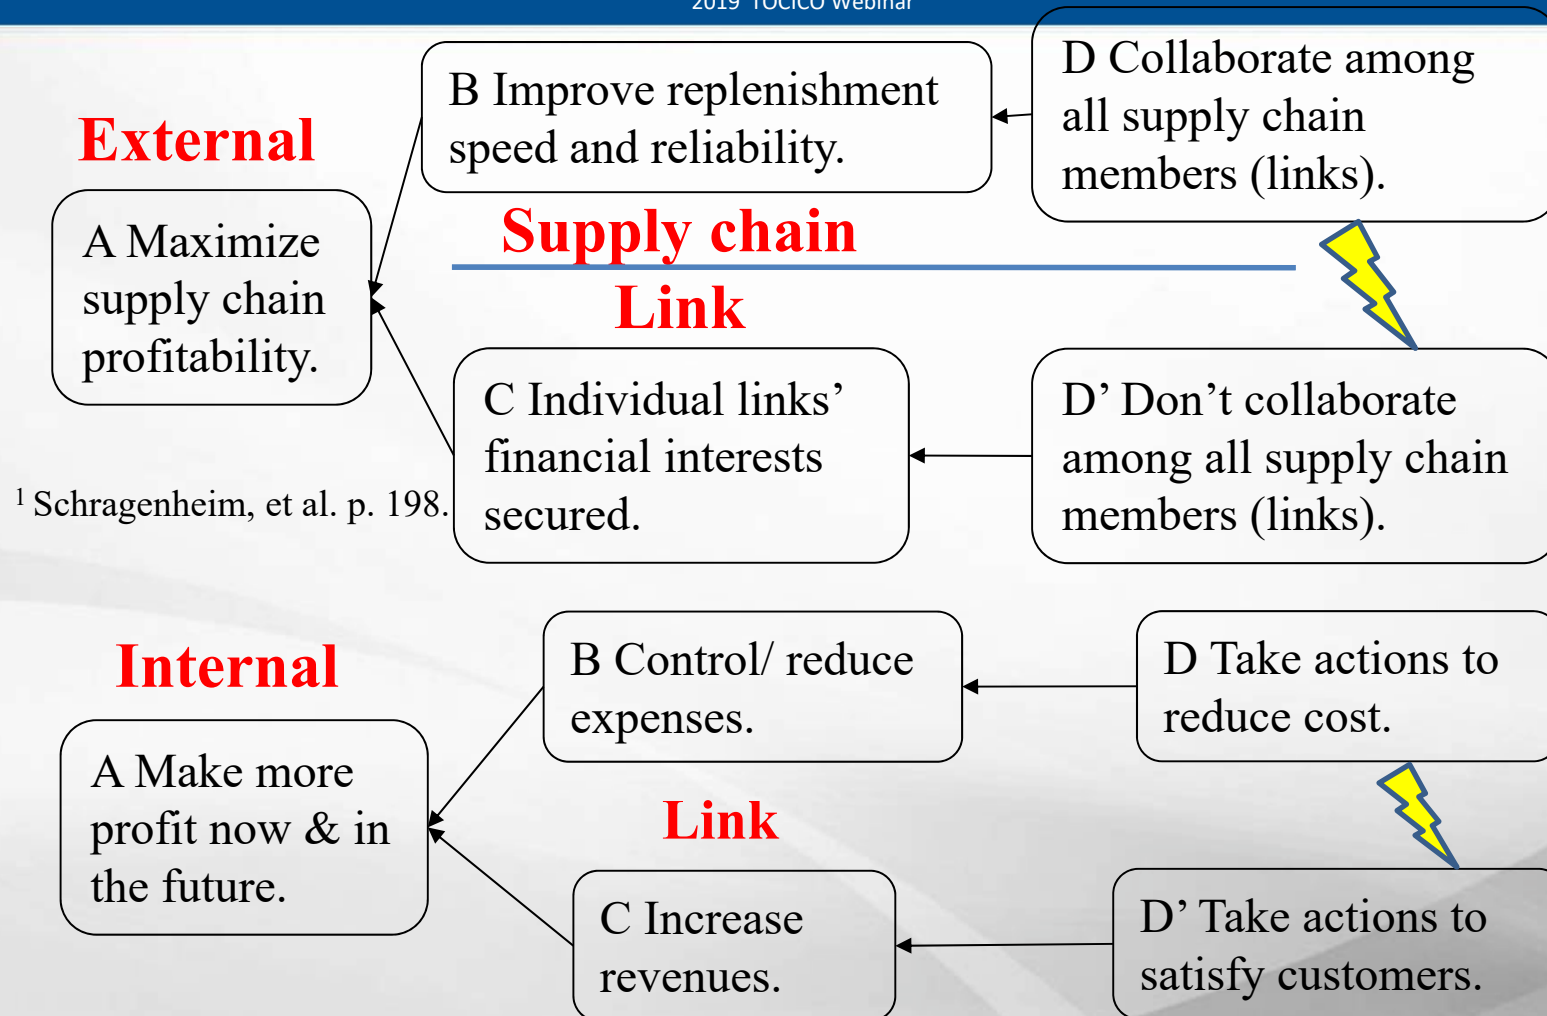 2019 TOCICO Webinar
External
A Maximize
supply chain
profitability.
B Improve replenishment
speed and reliability.
D Collaborate among
all supply chain
members (links).
Supply chain
Link
C Individual links’
financial interests
secured.
D’ Don’t collaborate
among all supply chain
members (links).
1 Schragenheim, et al. p. 198.
Internal
A Make more
profit now & in
the future.
B Control/ reduce
expenses.
D Take actions to
reduce cost.
Link
C Increase
revenues.
D’ Take actions to
satisfy customers.